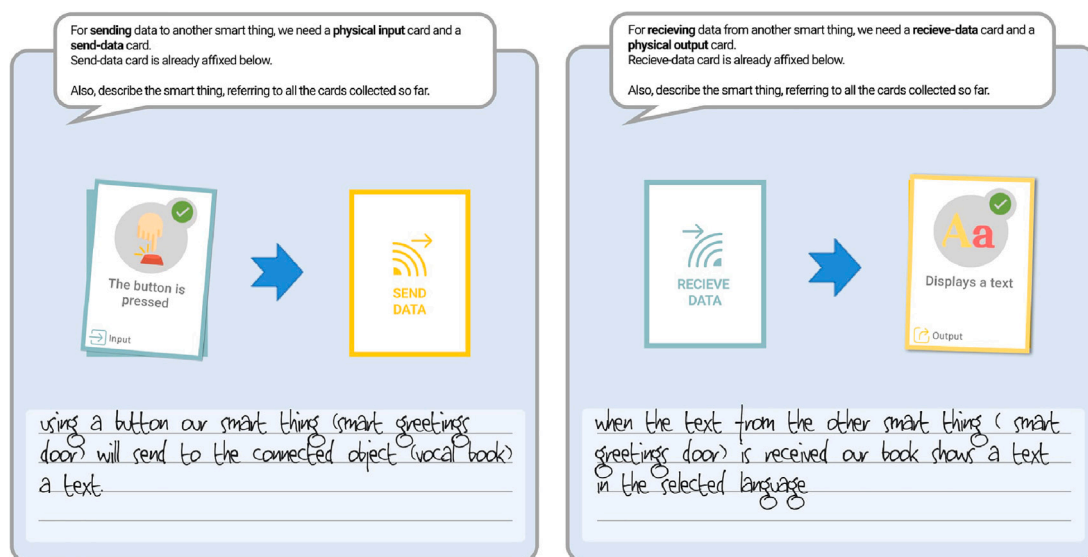 For sending data to another smart thing, we need a physical input card and a
send-data card.
Send-data card is already affixed below.
Also, describe the smart thing, referring to all the cards collected so far.
The button is
pressed
Input
SEND
DATA
using a button our smart thing (smart greetings
door) will send to the connected object (vocal book)
a text.
For recieving data from another smart thing, we need a recieve-data card and a
physical output card.
Recieve-data card is already affixed below.
Also, describe the smart thing, referring to all the cards collected so far.
RECIEVE
DATA
Aa
Displays a text
Output
when the text from the other smart thing ( smart
greetings door) is received our book shows a text
in the selected language